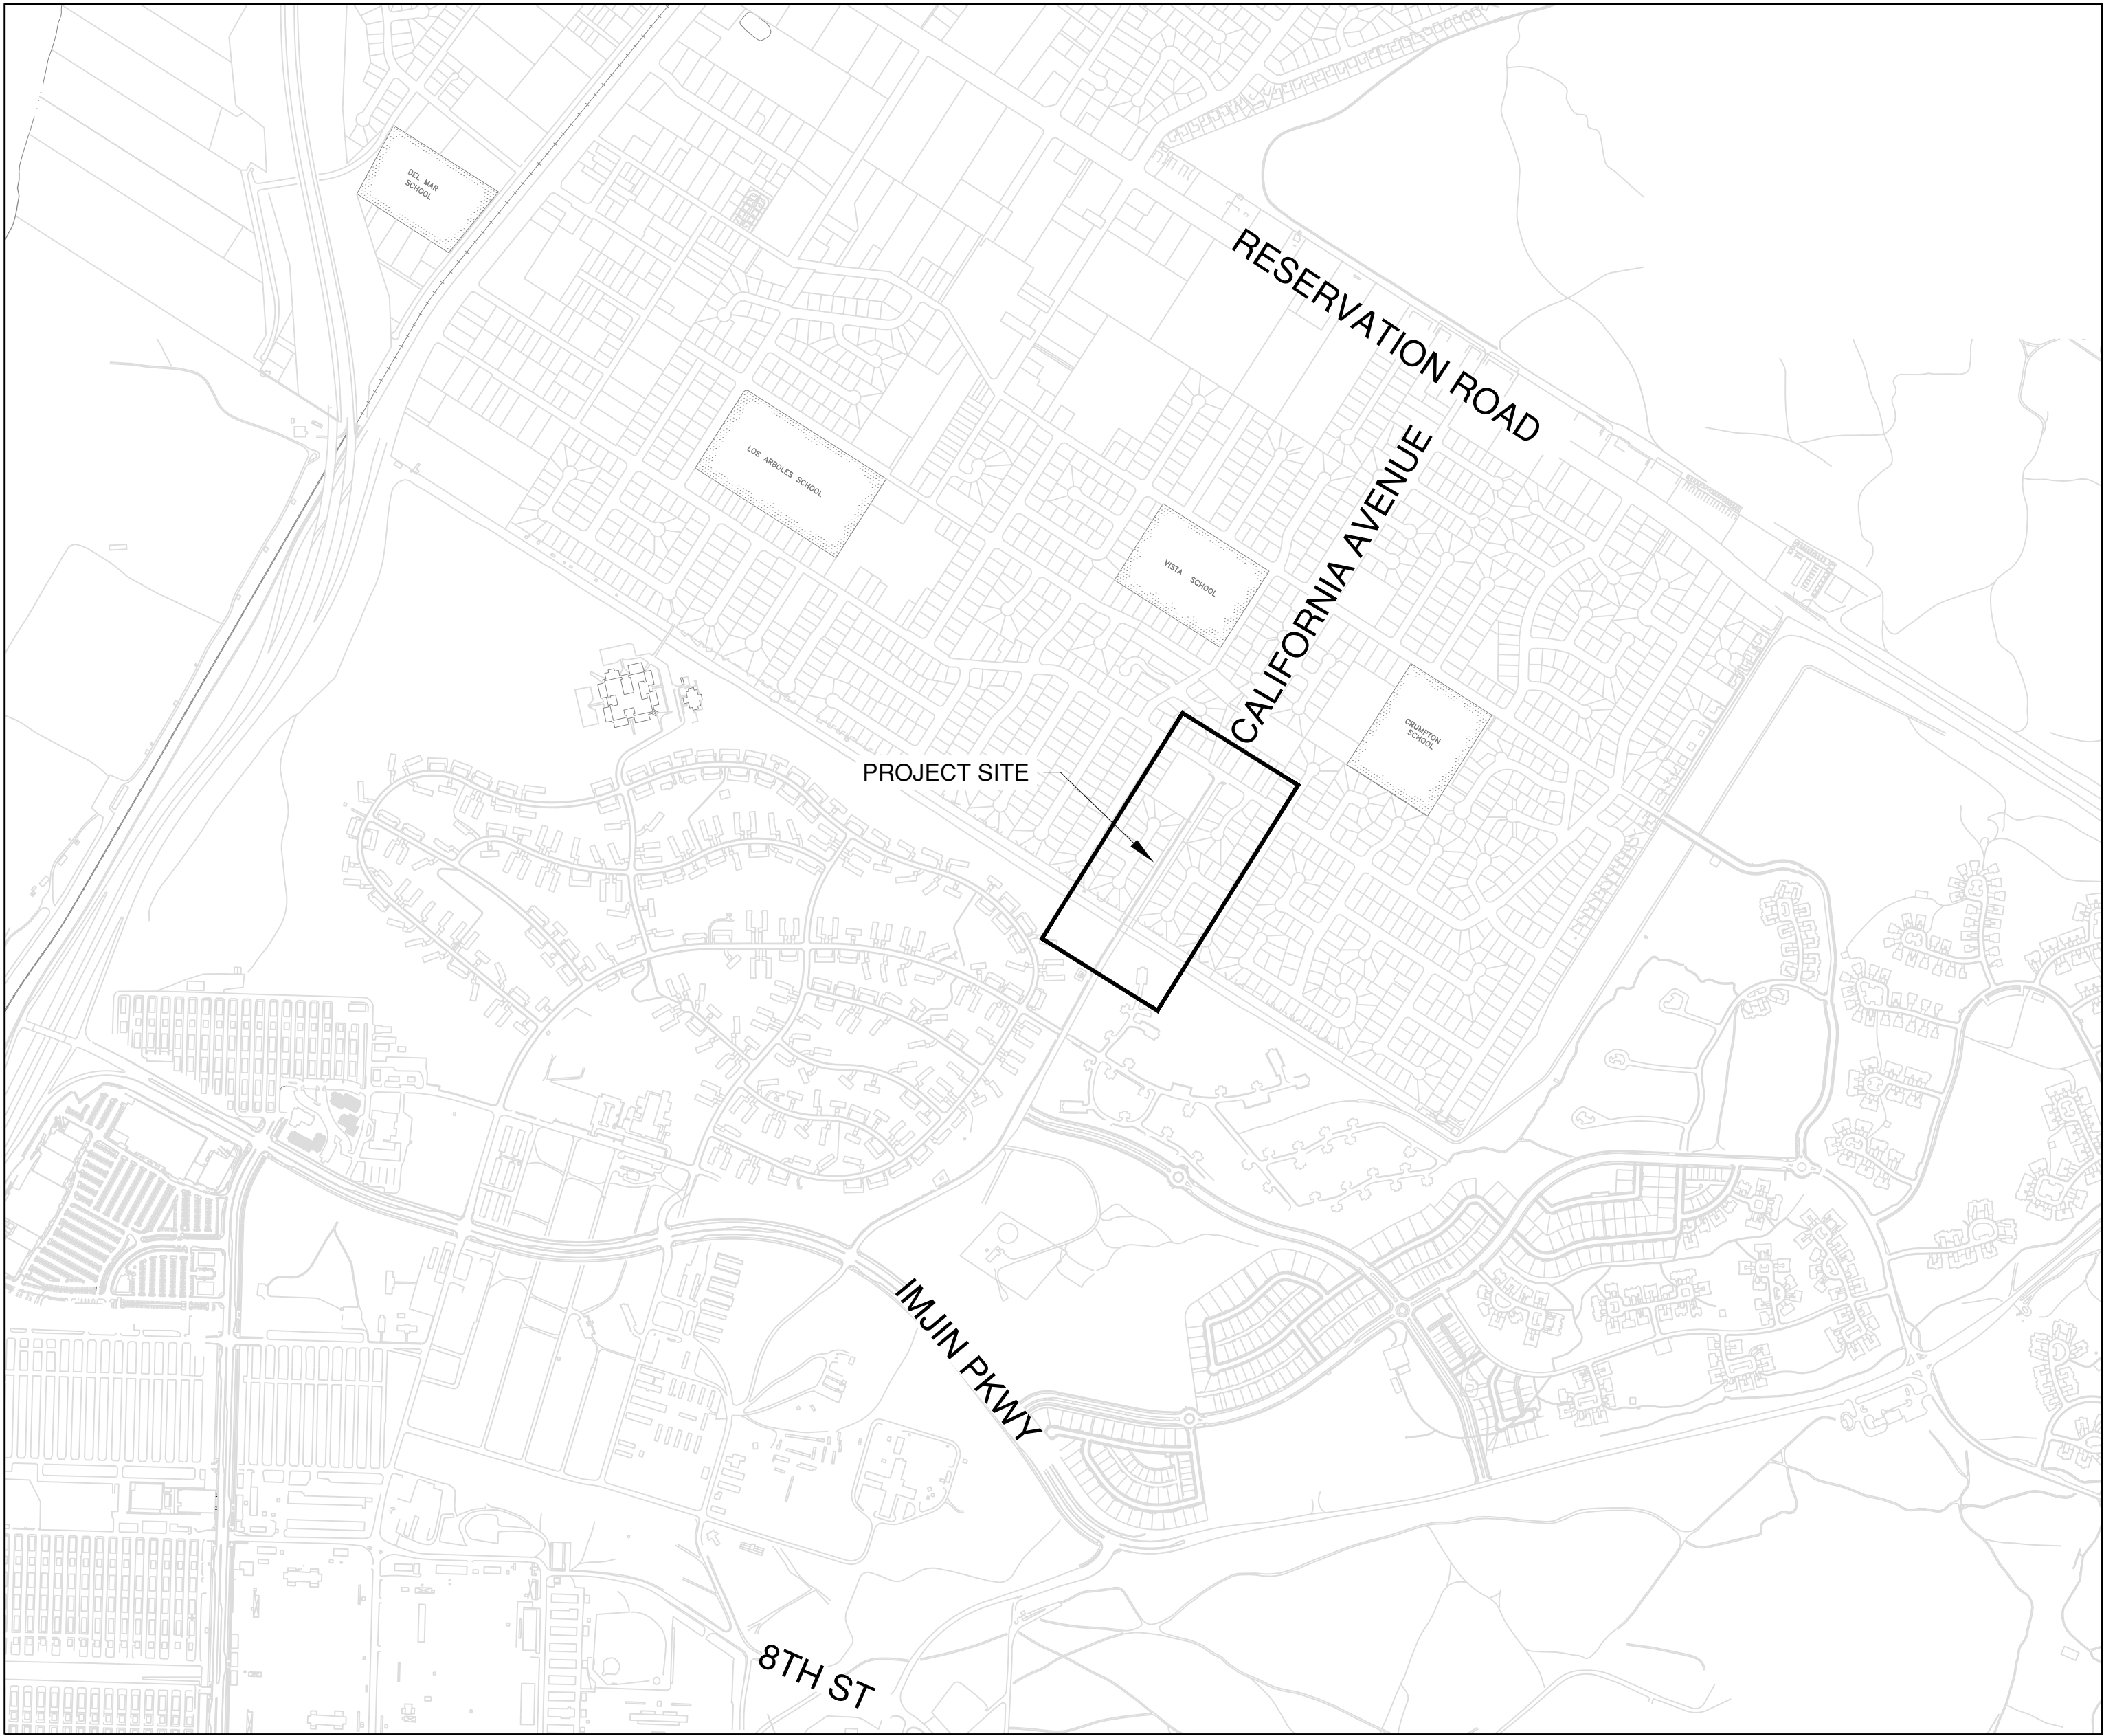 DEL MAR
SCHOOL
RESERVATION ROAD
LOS ARBOLES SCHOOL
CALIFORNIA AVENUE
VISTA SCHOOL
CRUMPTON
SCHOOL
PROJECT SITE
IMJIN PKWY
8TH ST